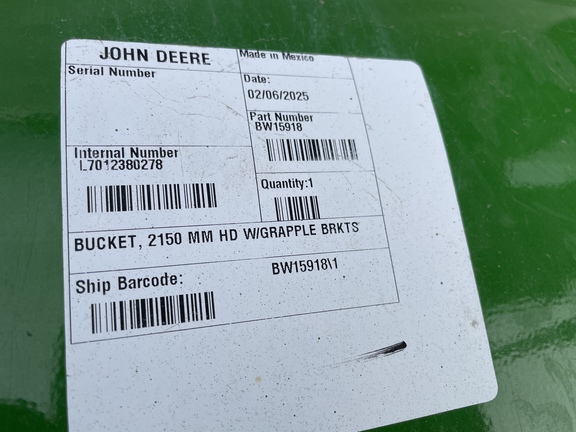 JOHN DEERE
Made in Mexico
Serial Number
Date:
02/06/2025
Part Number
BW15918
Internal Number
L7012380278
Quantity:1
BUCKET, 2150 MM HD W/GRAPPLE BRKTS
Ship Barcode:
BW15918\1